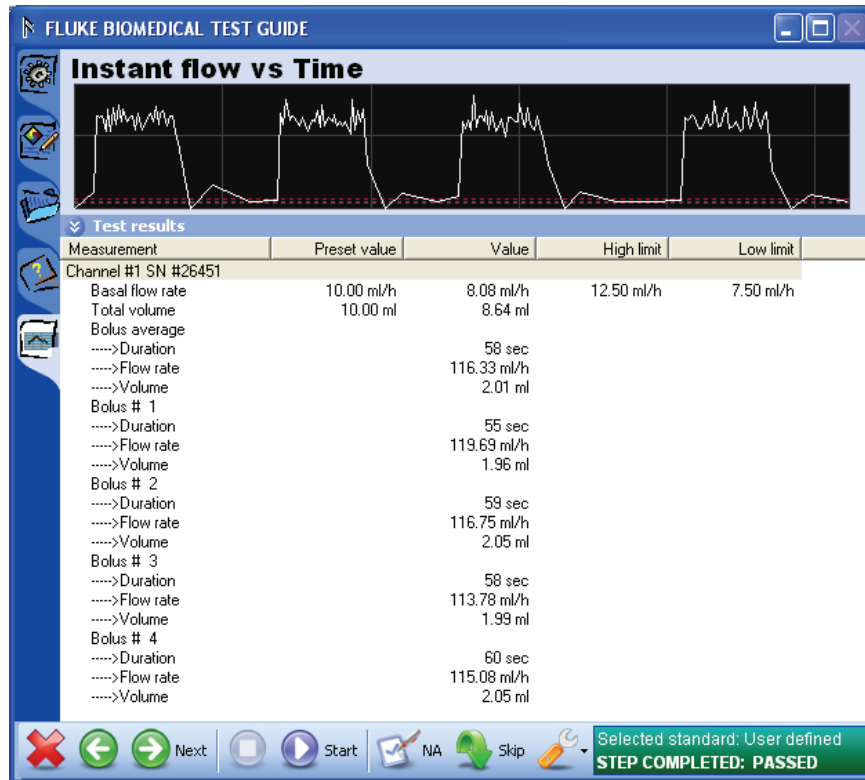 FLUKE BIOMEDICAL TEST GUIDE
Instant flow vs Time
Test results
Measurement Preset value Value High limit Low limit
Channel #1 SN #26451
Basal flow rate 10.00 ml/h 8.08 ml/h 12.50 ml/h 7.50 ml/h
Total volume 10.00 ml 8.64 ml
Bolus average
----->Duration 58 sec
----->Flow rate 116.33 ml/h
----->Volume 2.01 ml
Bolus # 1
----->Duration 55 sec
----->Flow rate 119.69 ml/h
----->Volume 1.96 ml
Bolus # 2
----->Duration 59 sec
----->Flow rate 116.75 ml/h
----->Volume 2.05 ml
Bolus # 3
----->Duration 58 sec
----->Flow rate 113.78 ml/h
----->Volume 1.99 ml
Bolus # 4
----->Duration 60 sec
----->Flow rate 115.08 ml/h
----->Volume 2.05 ml
Next Start NA Skip
Selected standard: User defined
STEP COMPLETED: PASSED